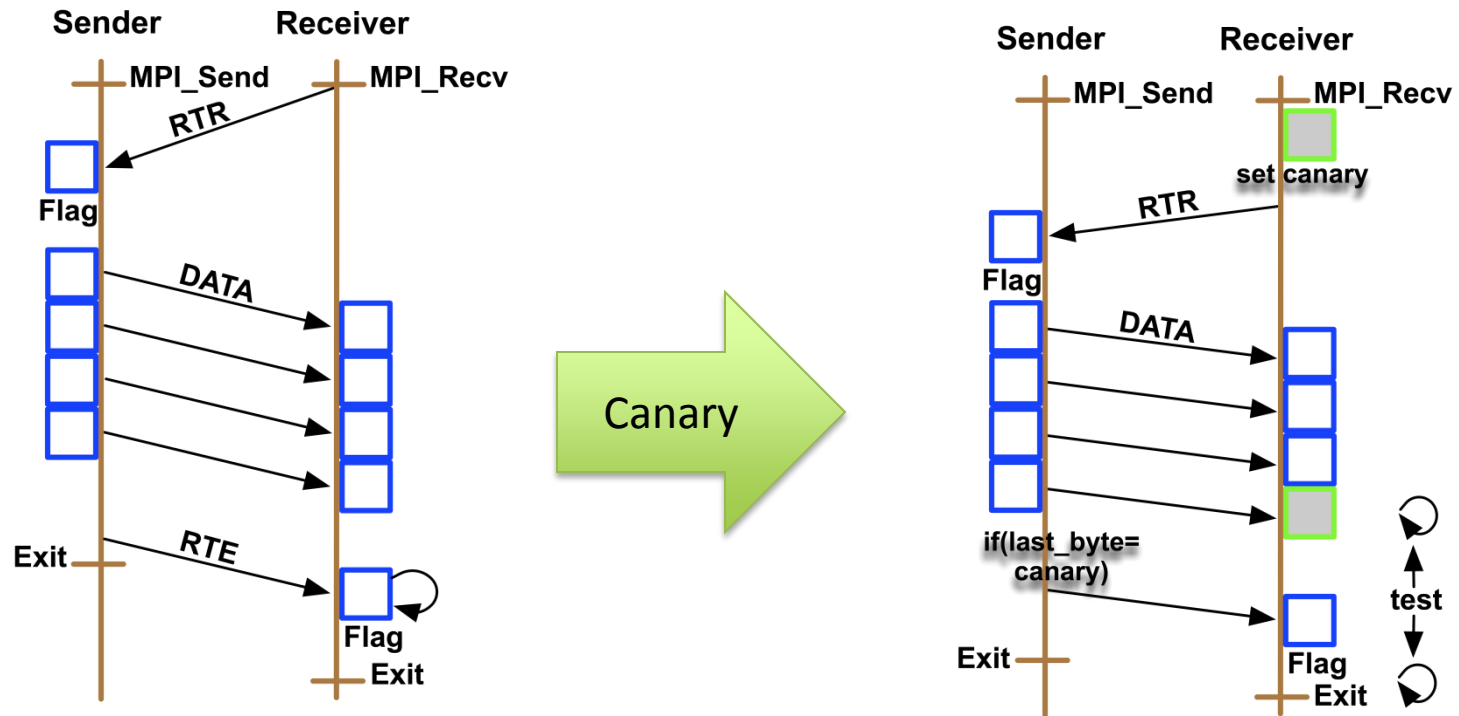 Sender
Receiver
MPI_Send
MPI_Recv
RTR
Flag
DATA
RTE
Exit
Flag
Exit
Canary
Sender
Receiver
MPI_Send
MPI_Recv
set canary
RTR
Flag
DATA
if(last_byte=
canary)
test
Exit
Flag
Exit